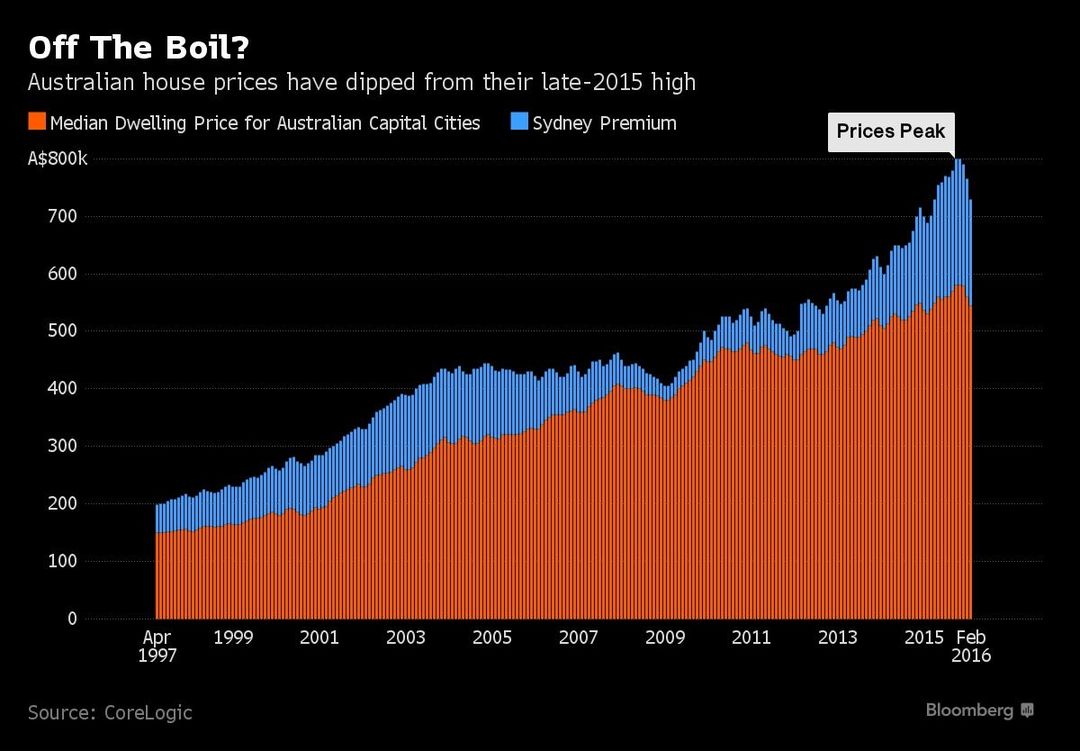 Off The Boil?
Australian house prices have dipped from their late-2015 high
Median Dwelling Price for Australian Capital Cities Sydney Premium
Prices Peak
A$800k
700
600
500
400
300
200
100
0
Apr 1999 2001 2003 2005 2007 2009 2011 2013 2015 Feb
1997 2016
Source: CoreLogic
Bloomberg